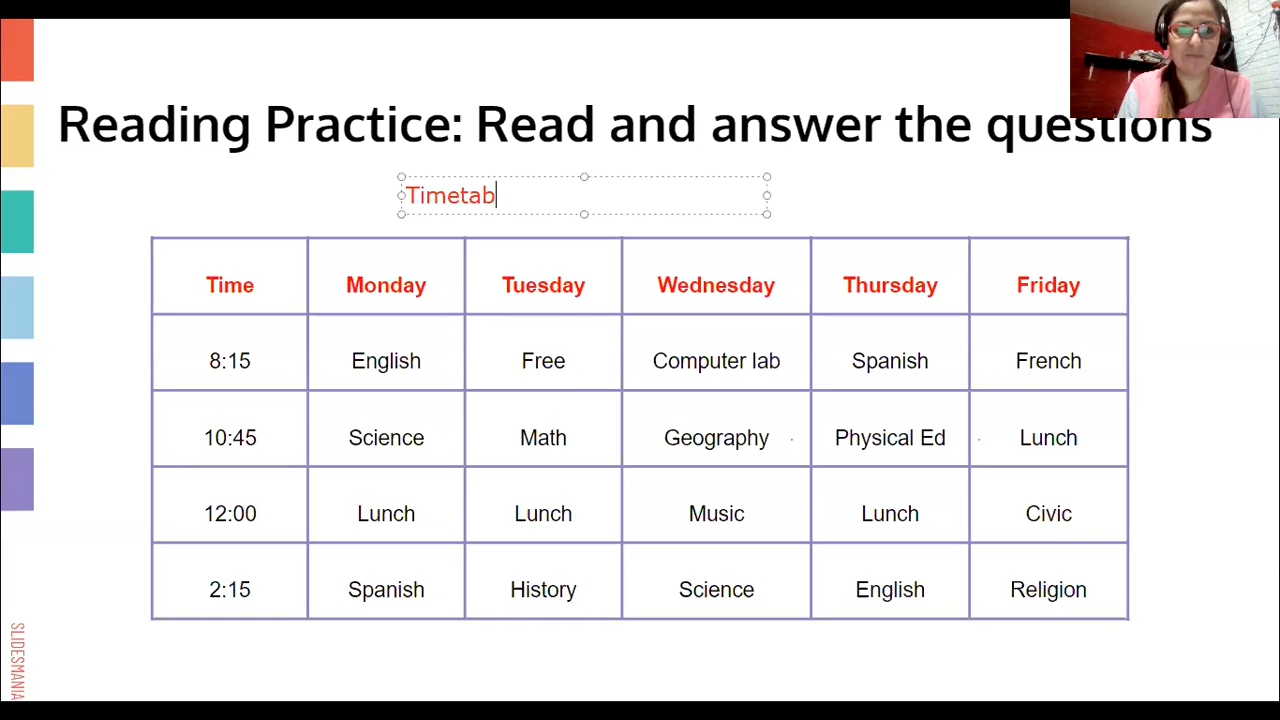 Reading Practice: Read and answer the questions
Timetab
Time Monday Tuesday Wednesday Thursday Friday
8:15 English Free Computer lab Spanish French
10:45 Science Math Geography Physical Ed Lunch
12:00 Lunch Lunch Music Lunch Civic
2:15 Spanish History Science English Religion
SLIDESMANIA